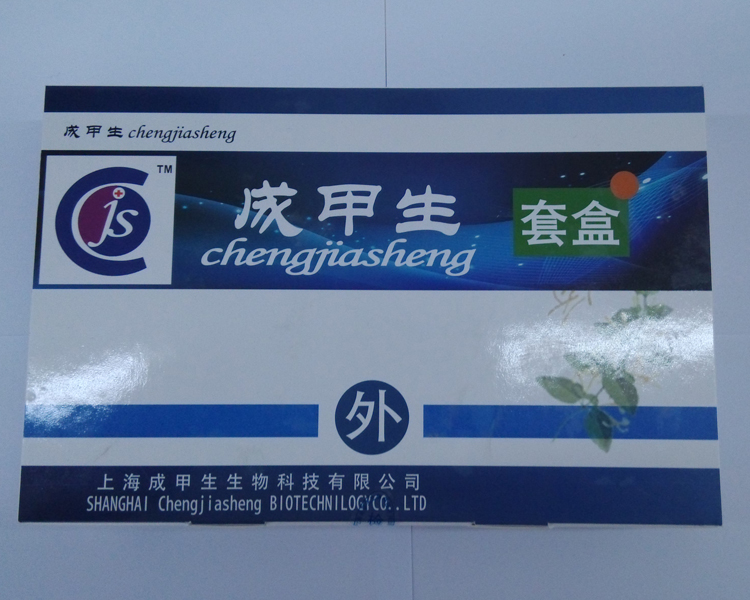 成甲生 chengjiasheng
TM
cjs
成甲生
chengjiasheng
套盒
外
上海成甲生生物科技有限公司
SHANGHAI Chengjiasheng BIOTECHNILOGYCO..LTD